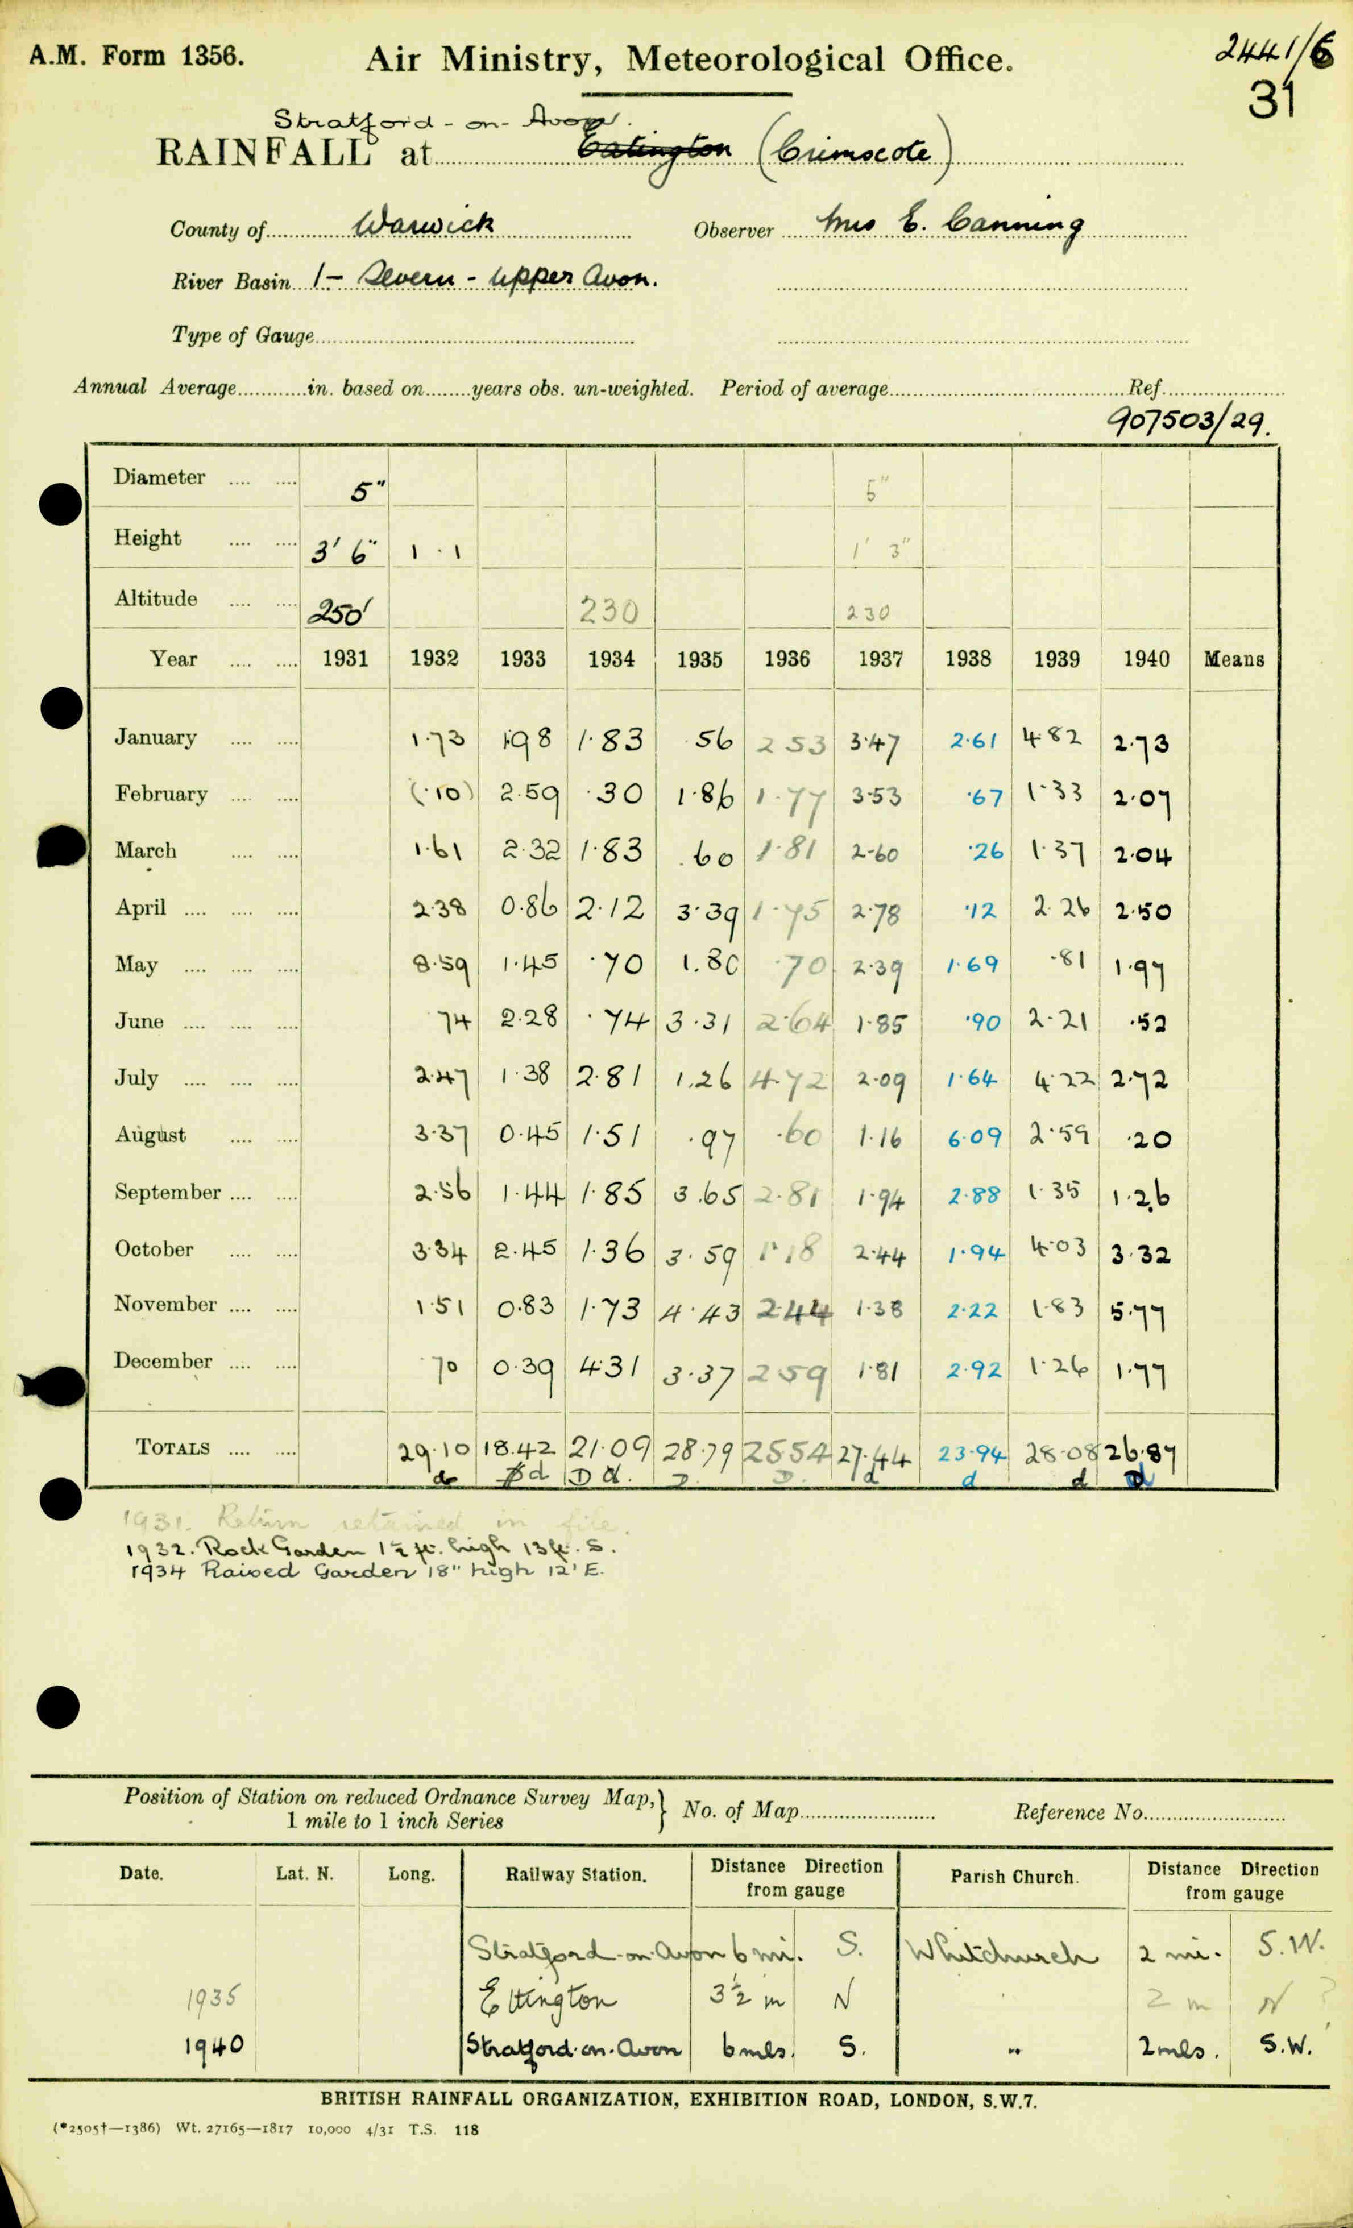 A.M. Form 1356. Air Ministry, Meteorological Office. 2441/6
31
Stratford-on-Avon.
RAINFALL at Eatington (Crimscote)
County of Warwick Observer Mrs E. Canning
River Basin 1- Severn - Upper Avon.
Type of Gauge
Annual Average in. based on years obs. un-weighted. Period of average Ref.
907503/29.
Diameter 5" 5"
Height 3' 6" 1 . 1 1' 3"
Altitude 250' 230 230
Year 1931 1932 1933 1934 1935 1936 1937 1938 1939 1940 Means
January 1.73 1.98 1.83 .56 2.53 3.47 2.61 4.82 2.73
February (.10) 2.59 .30 1.86 1.77 3.53 .67 1.33 2.07
March 1.61 2.32 1.83 .60 1.81 2.60 .26 1.37 2.04
April 2.38 0.86 2.12 3.39 1.75 2.78 .12 2.26 2.50
May 8.59 1.45 .70 1.80 .70 2.39 1.69 .81 1.97
June 74 2.28 .74 3.31 2.64 1.85 .90 2.21 .52
July 2.47 1.38 2.81 1.26 4.72 2.09 1.64 4.22 2.72
August 3.37 0.45 1.51 .97 .60 1.16 6.09 2.59 .20
September 2.56 1.44 1.85 3.65 2.81 1.94 2.88 1.35 1.26
October 3.34 2.45 1.36 3.59 1.18 2.44 1.94 4.03 3.32
November 1.51 0.83 1.73 4.43 2.44 1.38 2.22 1.83 5.77
December 70 0.39 4.31 3.37 2.59 1.81 2.92 1.26 1.77
TOTALS 29.10 18.42 21.09 28.79 25.54 27.44 23.94 28.08 26.87
d d D d. D. D. d d d D
1931. Return retained in file.
1932. Rock Garden 1½ ft. high 13ft. S.
1934 Raised Garden 18" high 12' E.
Position of Station on reduced Ordnance Survey Map,} No. of Map Reference No.
1 mile to 1 inch Series
Date. Lat. N. Long. Railway Station. Distance Direction from gauge Parish Church. Distance Direction from gauge
Stratford-on-Avon 6 mi. S. Whitchurch 2 mi. S.W.
1935 Ettington 3½ m N 2 m N ?
1940 Stratford-on-Avon 6 mls. S. " 2 mls. S.W.
BRITISH RAINFALL ORGANIZATION, EXHIBITION ROAD, LONDON, S.W.7.
(*2505†—1386) Wt. 27165—1817 10,000 4/31 T.S. 118